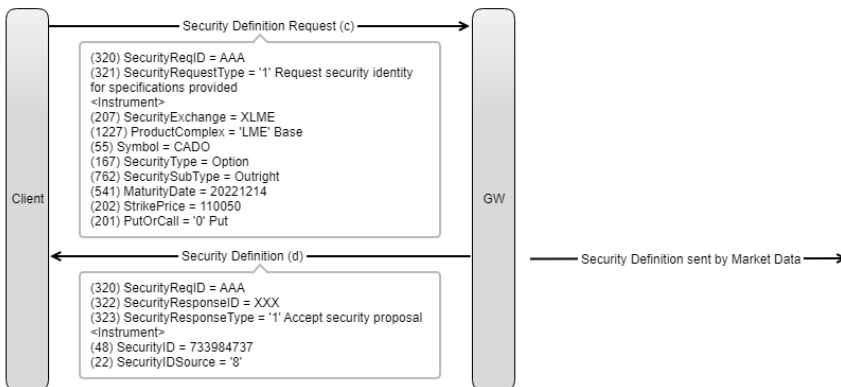 Security Definition Request (c)
(320) SecurityReqID = AAA
(321) SecurityRequestType = '1' Request security identity
for specifications provided
<Instrument>
(207) SecurityExchange = XLME
(1227) ProductComplex = 'LME' Base
(55) Symbol = CADO
(167) SecurityType = Option
(762) SecuritySubType = Outright
(541) MaturityDate = 20221214
(202) StrikePrice = 110050
(201) PutOrCall = '0' Put
Client
GW
Security Definition (d)
Security Definition sent by Market Data
(320) SecurityReqID = AAA
(322) SecurityResponseID = XXX
(323) SecurityResponseType = '1' Accept security proposal
<Instrument>
(48) SecurityID = 733984737
(22) SecurityIDSource = '8'